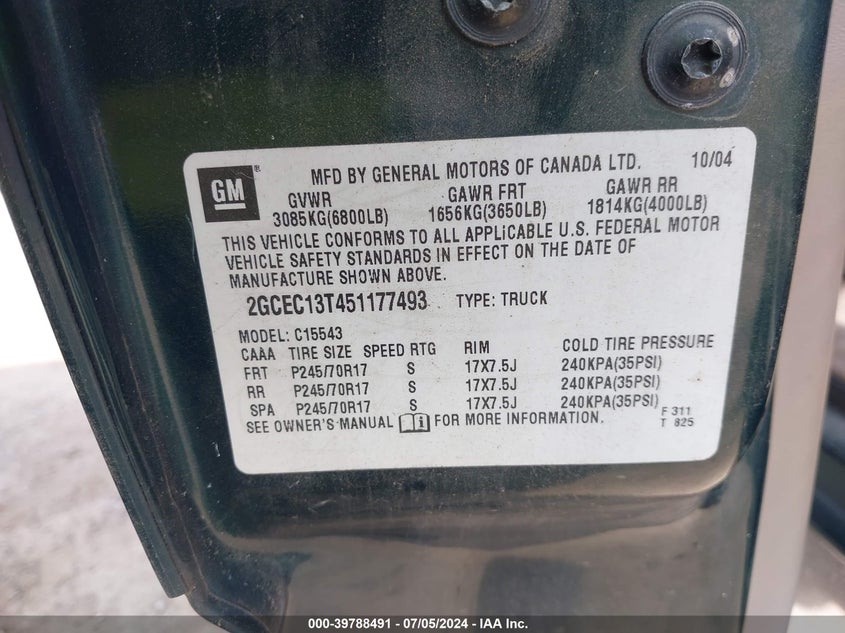 GM ® MFD BY GENERAL MOTORS OF CANADA LTD. 10/04
GVWR GAWR FRT GAWR RR
3085KG(6800LB) 1656KG(3650LB) 1814KG(4000LB)
THIS VEHICLE CONFORMS TO ALL APPLICABLE U.S. FEDERAL MOTOR
VEHICLE SAFETY STANDARDS IN EFFECT ON THE DATE OF
MANUFACTURE SHOWN ABOVE.
2GCEC13T451177493 TYPE: TRUCK
MODEL: C15543
CAAA TIRE SIZE SPEED RTG RIM COLD TIRE PRESSURE
FRT P245/70R17 S 17X7.5J 240KPA(35PSI)
RR P245/70R17 S 17X7.5J 240KPA(35PSI)
SPA P245/70R17 S 17X7.5J 240KPA(35PSI)
SEE OWNER'S MANUAL FOR MORE INFORMATION.
F 311
T 825
000-39788491 - 07/05/2024 - IAA Inc.